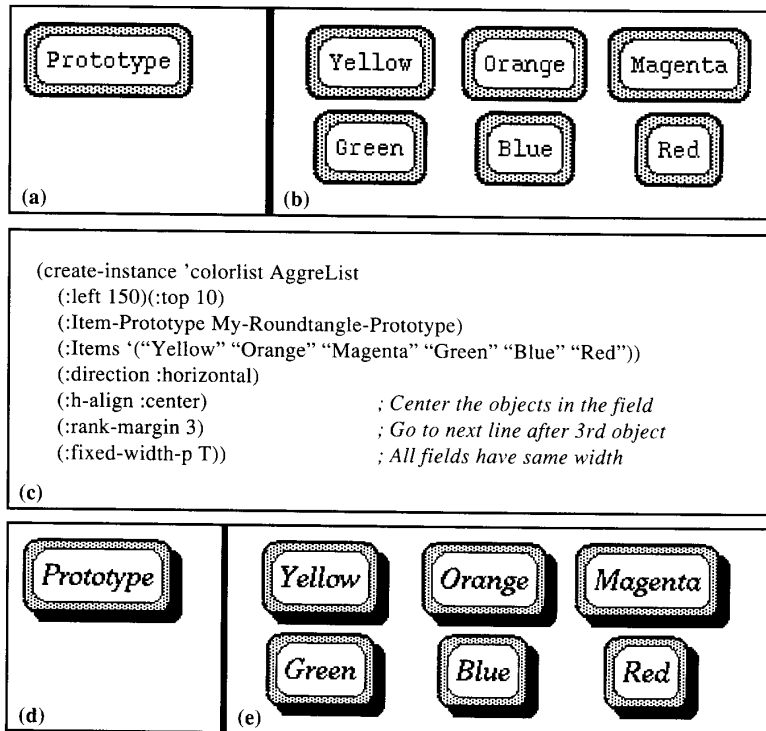 Prototype
(a)
Yellow Orange Magenta
Green Blue Red
(b)
(create-instance 'colorlist AggreList
(:left 150)(:top 10)
(:Item-Prototype My-Roundtangle-Prototype)
(:Items ‘(“Yellow” “Orange” “Magenta” “Green” “Blue” “Red”))
(:direction :horizontal)
(:h-align :center) ; Center the objects in the field
(:rank-margin 3) ; Go to next line after 3rd object
(:fixed-width-p T)) ; All fields have same width
(c)
Prototype
(d)
Yellow Orange Magenta
Green Blue Red
(e)